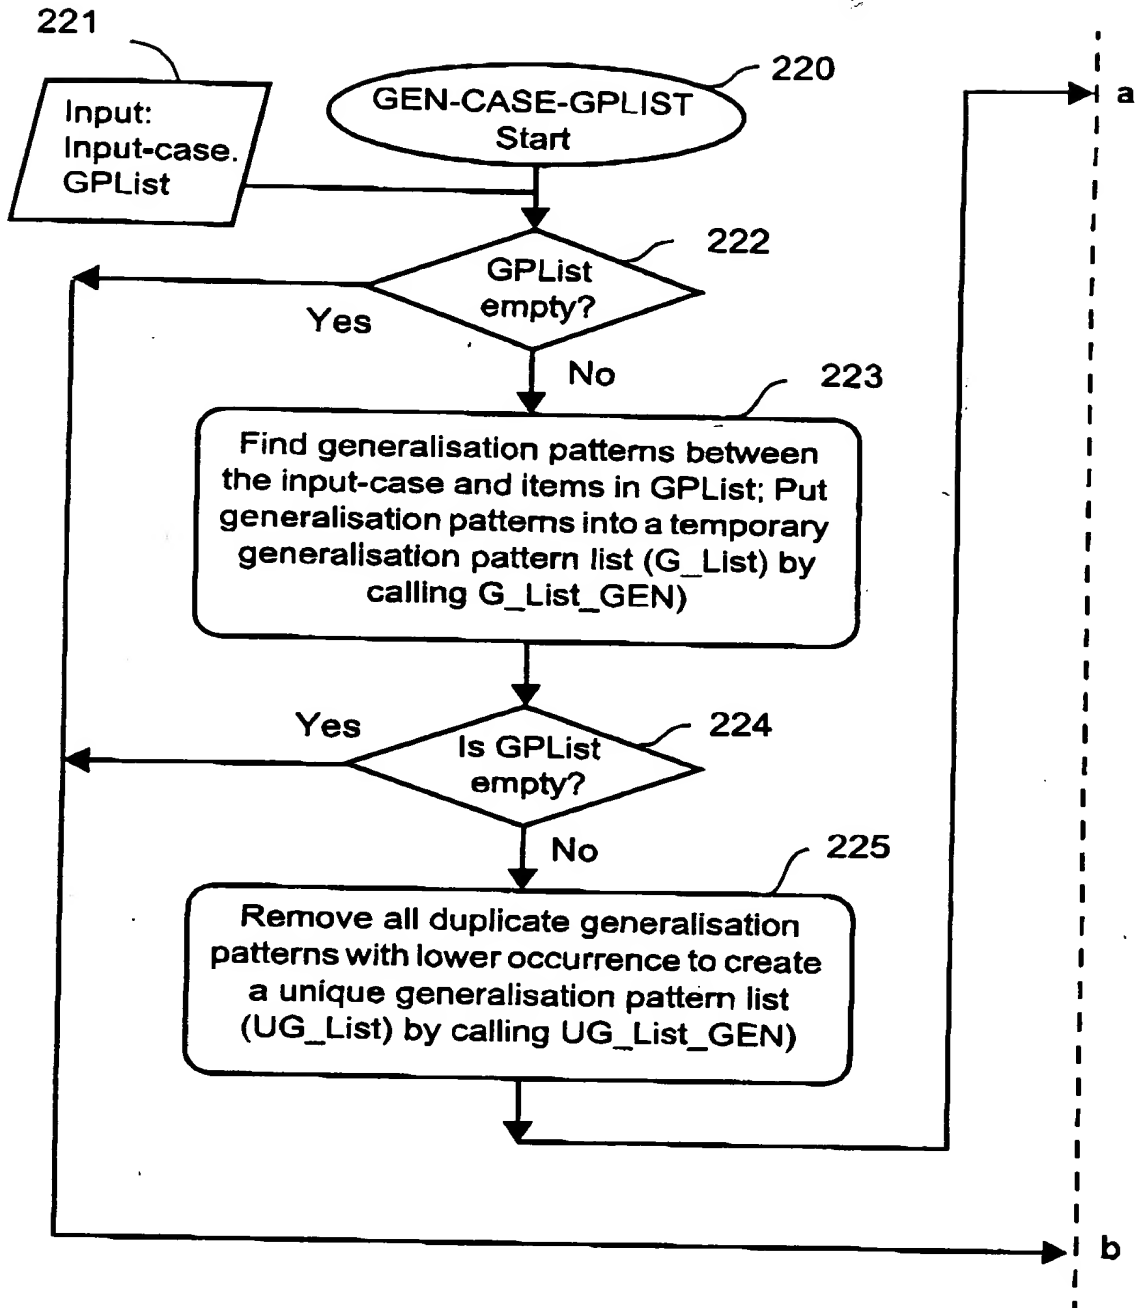 221
220
GEN-CASE-GPLIST
Start
a
Input:
Input-case.
GPList
222
GPList
empty?
Yes
No
223
Find generalisation patterns between
the input-case and items in GPList; Put
generalisation patterns into a temporary
generalisation pattern list (G_List) by
calling G_List_GEN)
Yes
224
Is GPList
empty?
No
225
Remove all duplicate generalisation
patterns with lower occurrence to create
a unique generalisation pattern list
(UG_List) by calling UG_List_GEN)
b